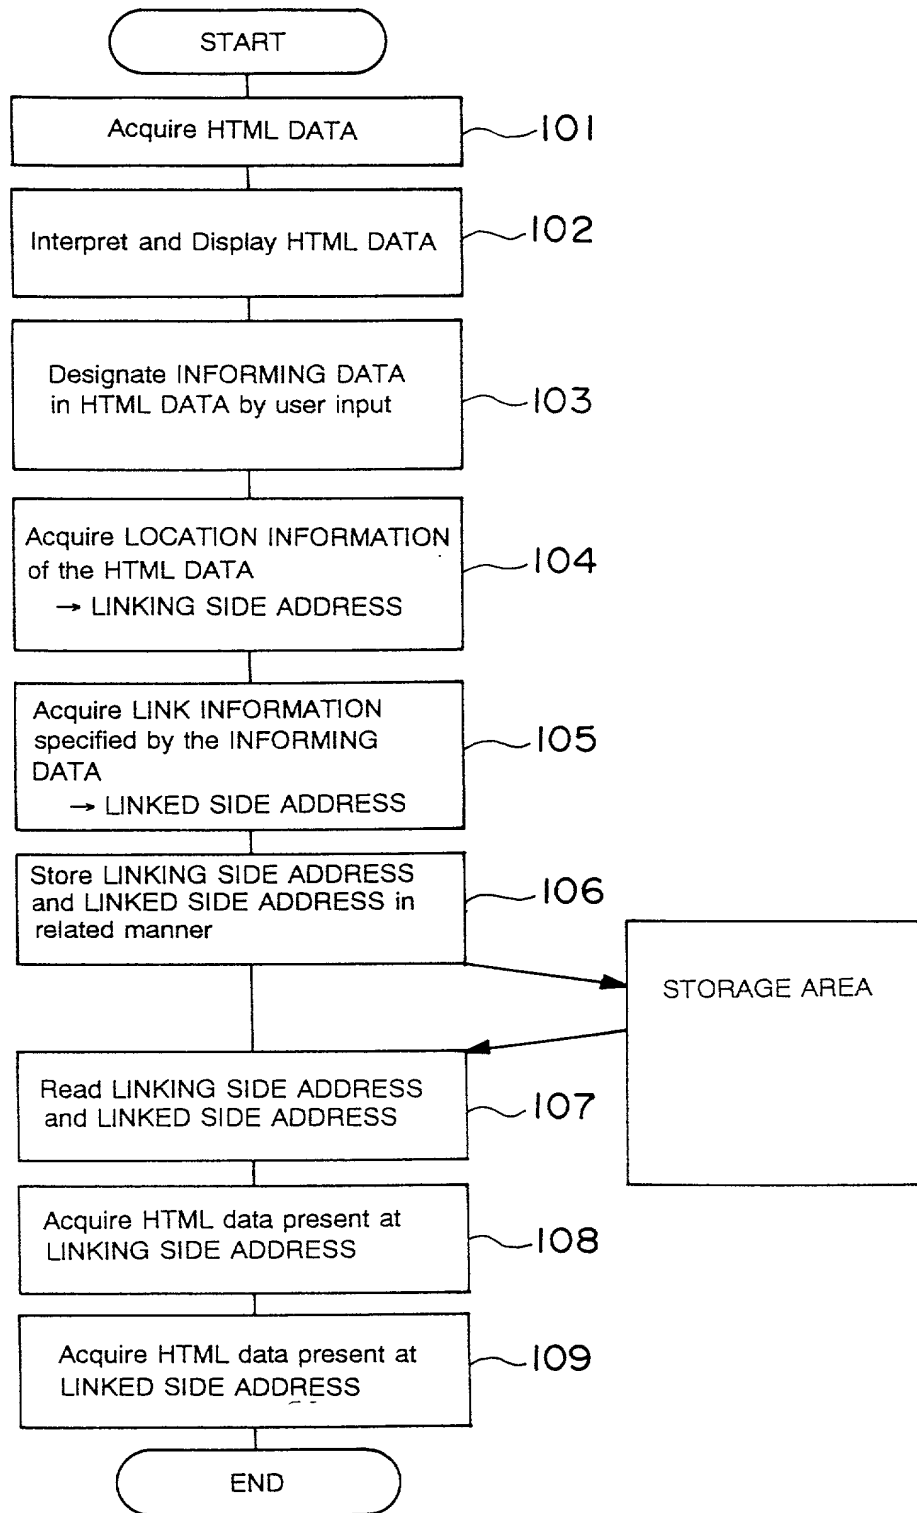 START
Acquire HTML DATA
101
Interpret and Display HTML DATA
102
Designate INFORMING DATA
in HTML DATA by user input
103
Acquire LOCATION INFORMATION
of the HTML DATA
→ LINKING SIDE ADDRESS
104
Acquire LINK INFORMATION
specified by the INFORMING
DATA
→ LINKED SIDE ADDRESS
105
Store LINKING SIDE ADDRESS
and LINKED SIDE ADDRESS in
related manner
106
STORAGE AREA
Read LINKING SIDE ADDRESS
and LINKED SIDE ADDRESS
107
Acquire HTML data present at
LINKING SIDE ADDRESS
108
Acquire HTML data present at
LINKED SIDE ADDRESS
109
END